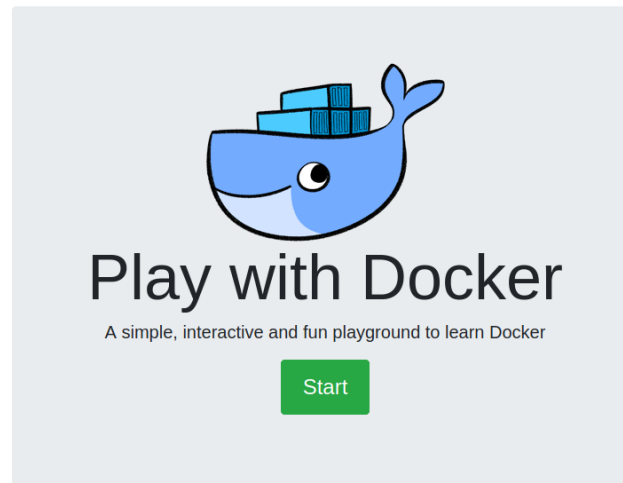 Play with Docker
A simple, interactive and fun playground to learn Docker
Start